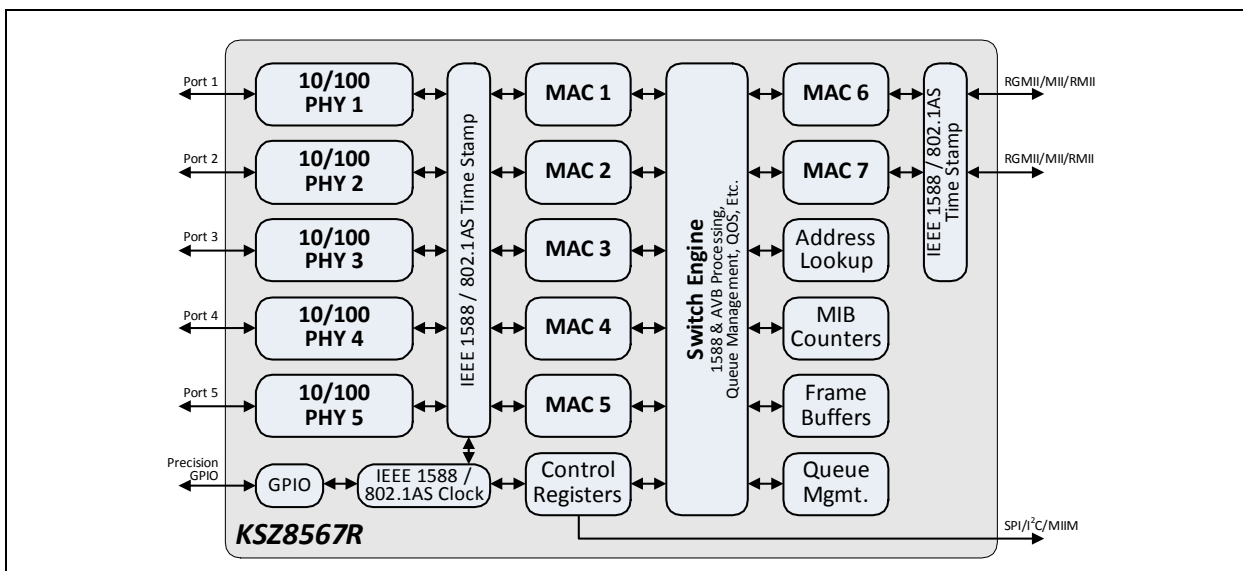 Port 1
10/100
PHY 1
MAC 1
MAC 6
RGMII/MII/RMII
Port 2
10/100
PHY 2
MAC 2
MAC 7
RGMII/MII/RMII
Port 3
10/100
PHY 3
MAC 3
Address
Lookup
Port 4
10/100
PHY 4
MAC 4
MIB
Counters
Port 5
10/100
PHY 5
MAC 5
Frame
Buffers
IEEE 1588 / 802.1AS Time Stamp
Switch Engine
1588 & AVB Processing,
Queue Management, QOS, Etc.
IEEE 1588 / 802.1AS
Time Stamp
Precision
GPIO
GPIO
IEEE 1588 /
802.1AS Clock
Control
Registers
Queue
Mgmt.
KSZ8567R
SPI/I²C/MIIM